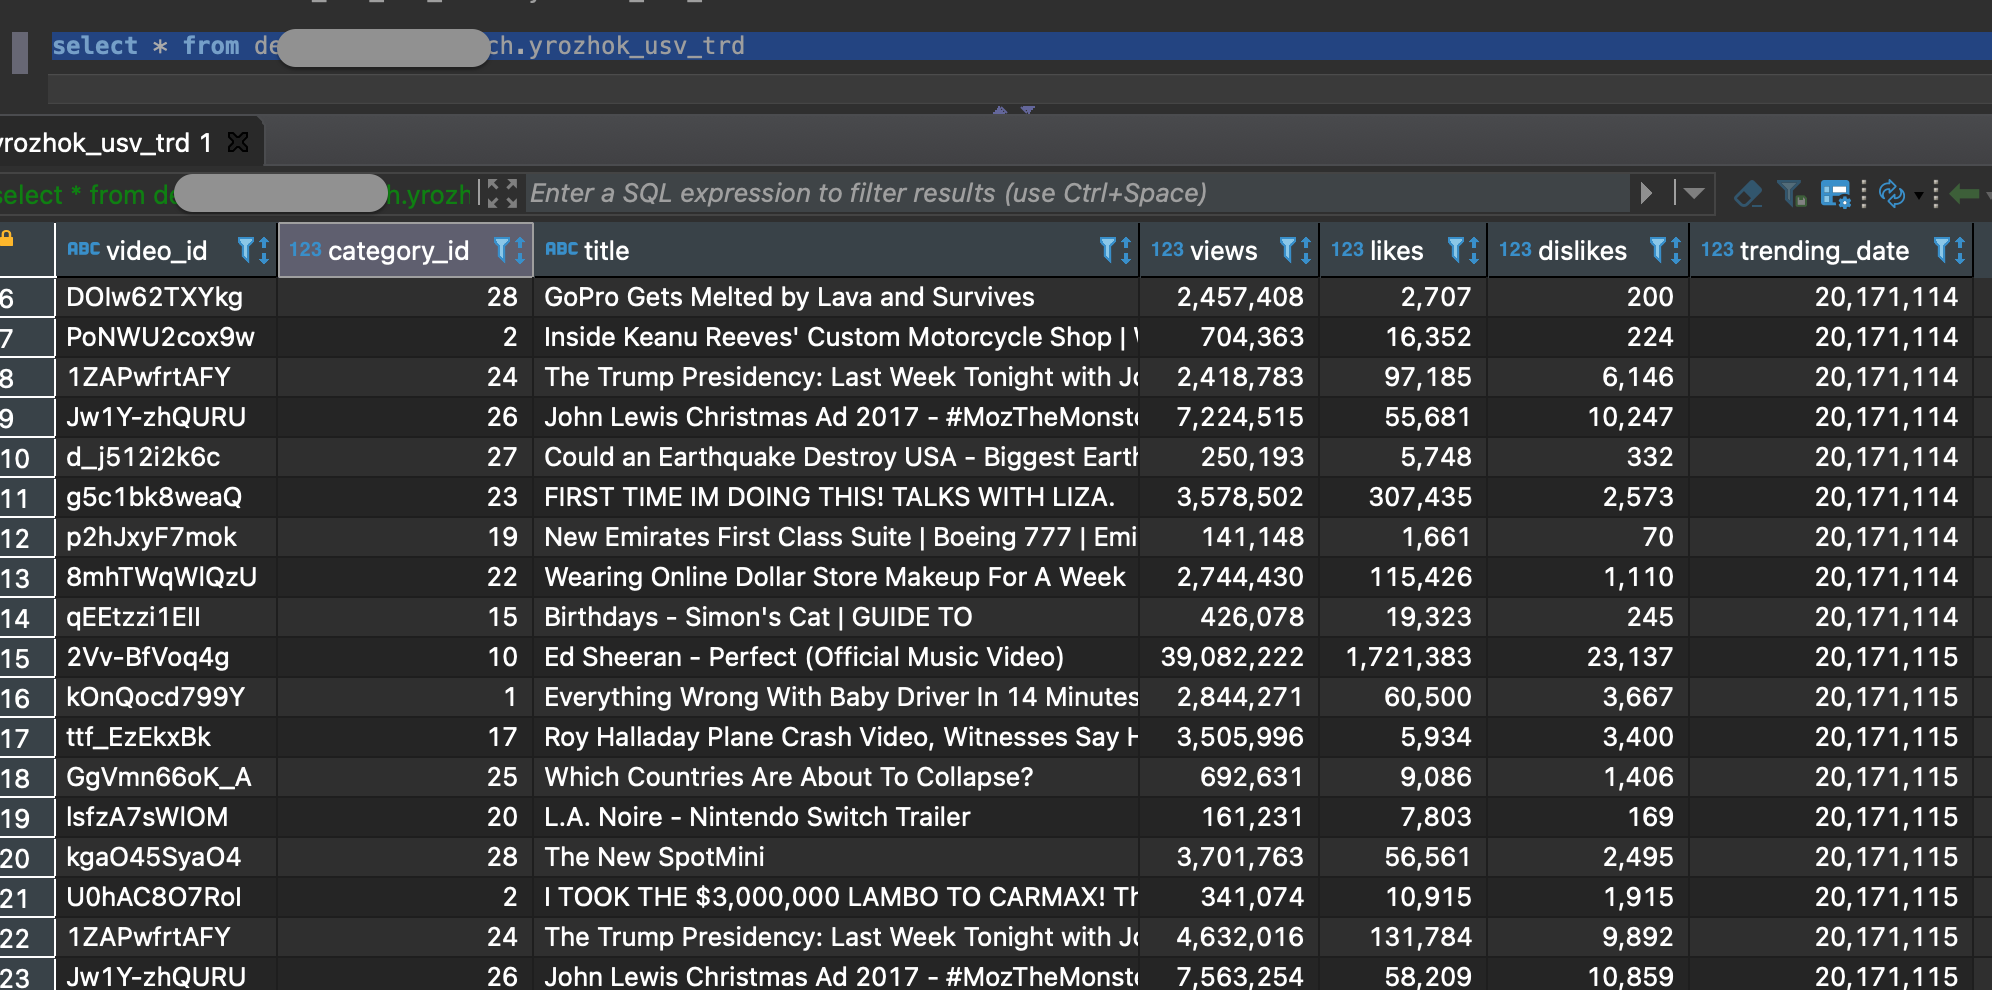 select * from de ch.yrozhok_usv_trd
yrozhok_usv_trd 1
select * from de h.yrozh Enter a SQL expression to filter results (use Ctrl+Space)
ABC video_id 123 category_id ABC title 123 views 123 likes 123 dislikes 123 trending_date
6 DOIw62TXYkg 28 GoPro Gets Melted by Lava and Survives 2,457,408 2,707 200 20,171,114
7 PoNWU2cox9w 2 Inside Keanu Reeves' Custom Motorcycle Shop | 704,363 16,352 224 20,171,114
8 1ZAPwfrtAFY 24 The Trump Presidency: Last Week Tonight with Jo 2,418,783 97,185 6,146 20,171,114
9 Jw1Y-zhQURU 26 John Lewis Christmas Ad 2017 - #MozTheMonste 7,224,515 55,681 10,247 20,171,114
10 d_j512i2k6c 27 Could an Earthquake Destroy USA - Biggest Earth 250,193 5,748 332 20,171,114
11 g5c1bk8weaQ 23 FIRST TIME IM DOING THIS! TALKS WITH LIZA. 3,578,502 307,435 2,573 20,171,114
12 p2hJxyF7mok 19 New Emirates First Class Suite | Boeing 777 | Emi 141,148 1,661 70 20,171,114
13 8mhTWqWlQzU 22 Wearing Online Dollar Store Makeup For A Week 2,744,430 115,426 1,110 20,171,114
14 qEEtzzi1EII 15 Birthdays - Simon's Cat | GUIDE TO 426,078 19,323 245 20,171,114
15 2Vv-BfVoq4g 10 Ed Sheeran - Perfect (Official Music Video) 39,082,222 1,721,383 23,137 20,171,115
16 kOnQocd799Y 1 Everything Wrong With Baby Driver In 14 Minutes 2,844,271 60,500 3,667 20,171,115
17 ttf_EzEkxBk 17 Roy Halladay Plane Crash Video, Witnesses Say H 3,505,996 5,934 3,400 20,171,115
18 GgVmn66oK_A 25 Which Countries Are About To Collapse? 692,631 9,086 1,406 20,171,115
19 lsfzA7sWlOM 20 L.A. Noire - Nintendo Switch Trailer 161,231 7,803 169 20,171,115
20 kgaO45SyaO4 28 The New SpotMini 3,701,763 56,561 2,495 20,171,115
21 U0hAC8O7RoI 2 I TOOK THE $3,000,000 LAMBO TO CARMAX! Th 341,074 10,915 1,915 20,171,115
22 1ZAPwfrtAFY 24 The Trump Presidency: Last Week Tonight with Jo 4,632,016 131,784 9,892 20,171,115
23 Jw1Y-zhQURU 26 John Lewis Christmas Ad 2017 - #MozTheMonste 7,563,254 58,209 10,859 20,171,115